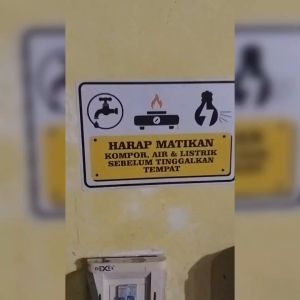 HARAP MATIKAN
KOMPOR, AIR & LISTRIK
SEBELUM TINGGALKAN
TEMPAT